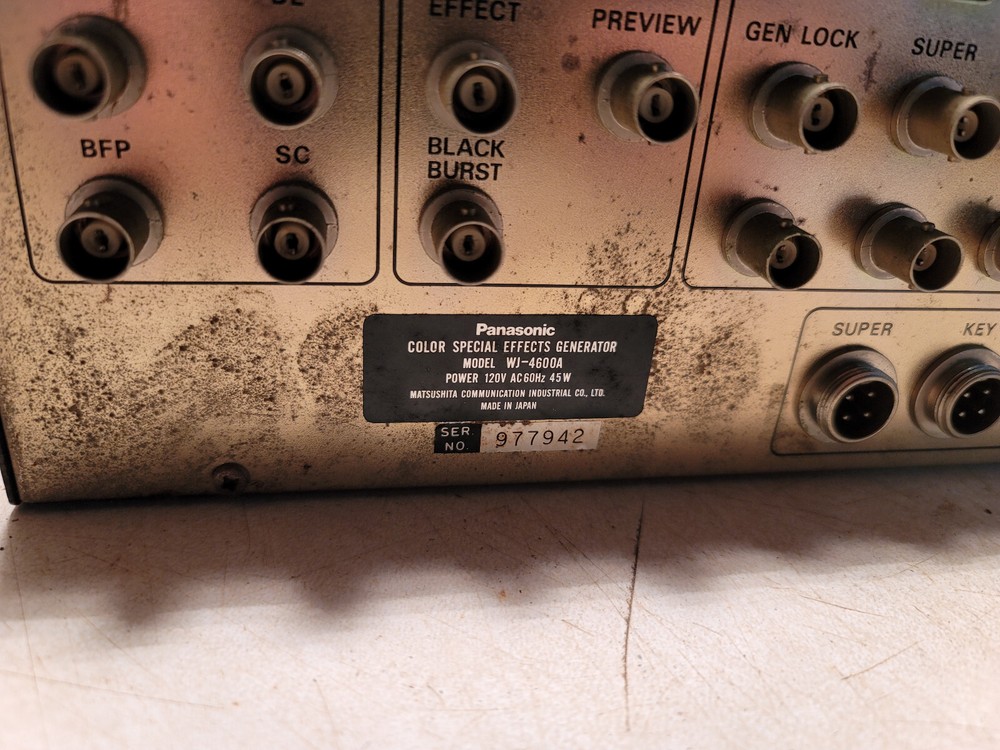 EFFECT
PREVIEW
GEN LOCK
SUPER
BFP
SC
BLACK
BURST
SUPER
KEY
Panasonic
COLOR SPECIAL EFFECTS GENERATOR
MODEL WJ-4600A
POWER 120V AC60Hz 45W
MATSUSHITA COMMUNICATION INDUSTRIAL CO., LTD.
MADE IN JAPAN
SER. NO. 977942